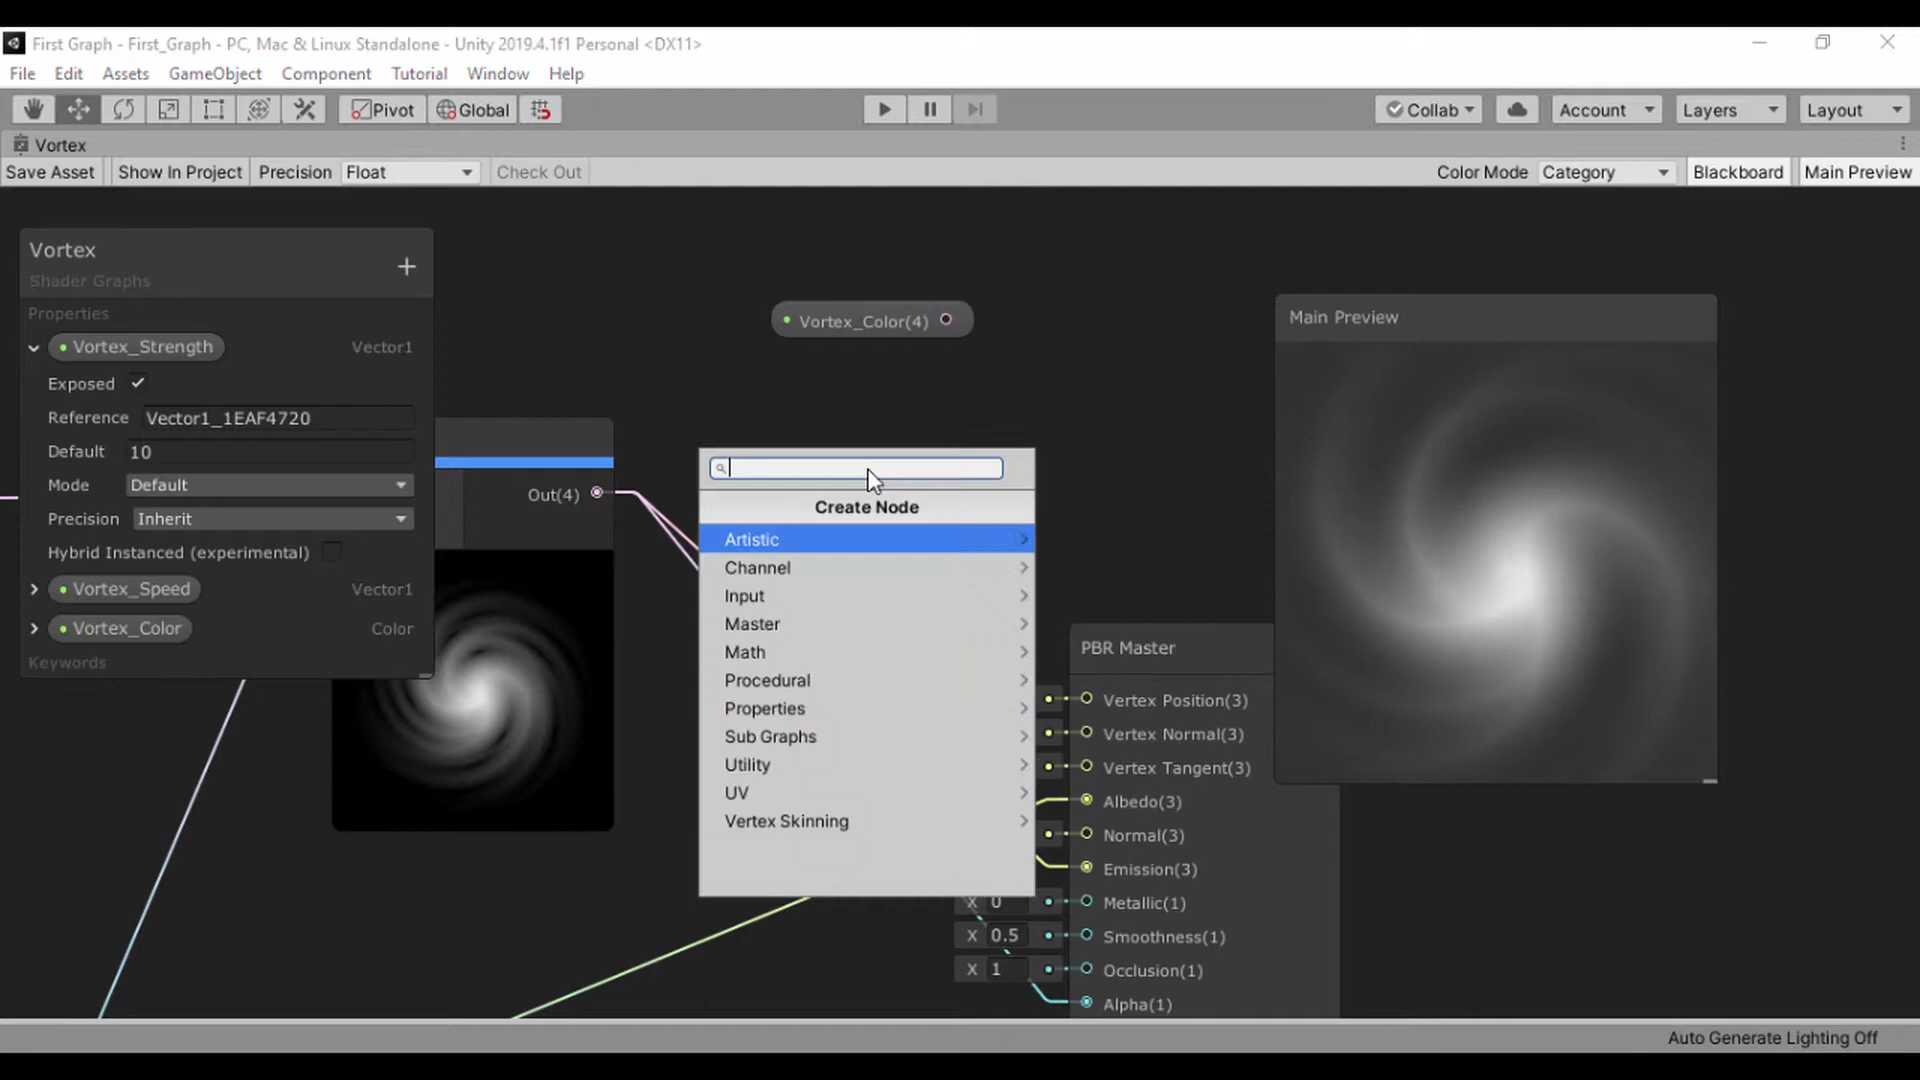 First Graph - First_Graph - PC, Mac & Linux Standalone - Unity 2019.4.1f1 Personal <DX11>
File Edit Assets GameObject Component Tutorial Window Help
Pivot Global Collab Account Layers Layout
Vortex
Save Asset Show In Project Precision Float Check Out Color Mode Category Blackboard Main Preview
Vortex
+
Shader Graphs
Properties
Vortex_Strength Vector1
Exposed
Reference Vector1_1EAF4720
Default 10
Mode Default
Precision Inherit
Hybrid Instanced (experimental)
Vortex_Speed Vector1
Vortex_Color Color
Keywords
Out(4)
Vortex_Color(4)
Create Node
Artistic
Channel
Input
Master
Math
Procedural
Properties
Sub Graphs
Utility
UV
Vertex Skinning
Main Preview
PBR Master
Vertex Position(3)
Vertex Normal(3)
Vertex Tangent(3)
Albedo(3)
Normal(3)
Emission(3)
X 0 Metallic(1)
X 0.5 Smoothness(1)
X 1 Occlusion(1)
Alpha(1)
Auto Generate Lighting Off